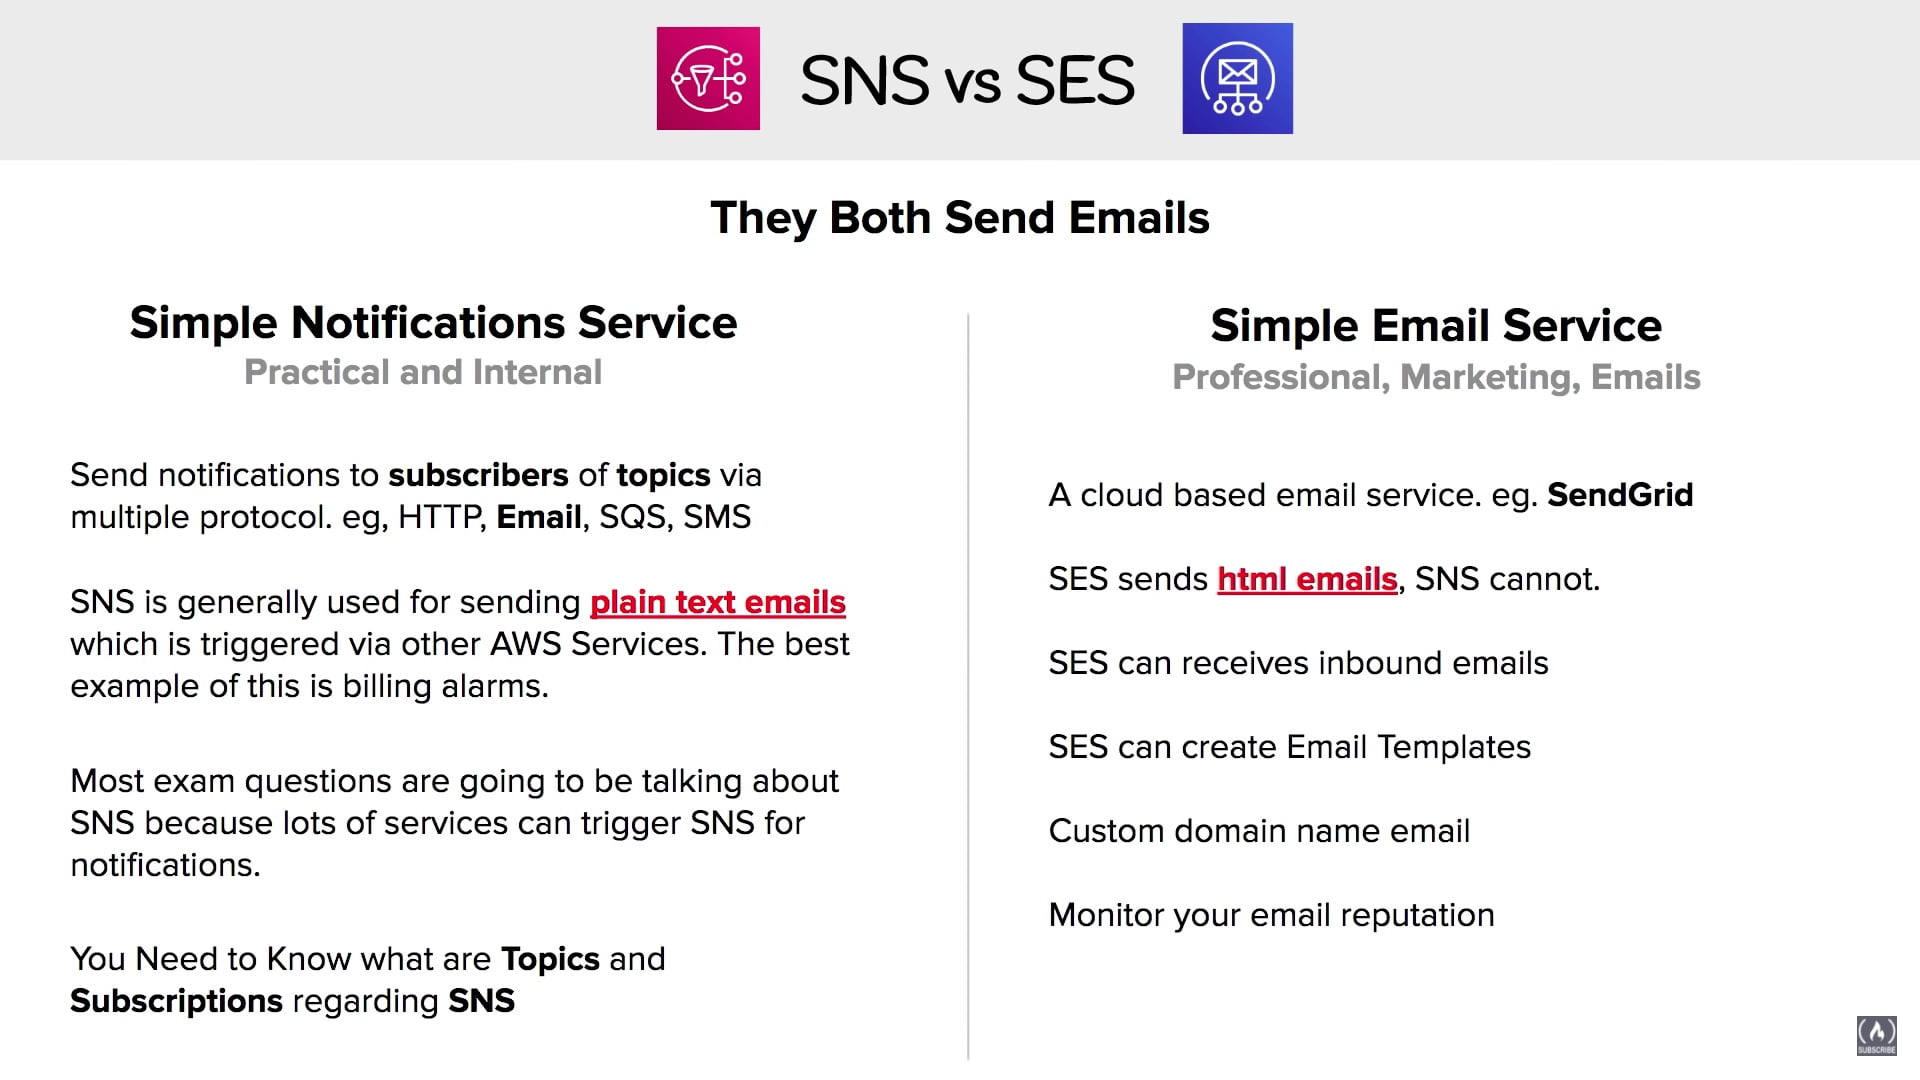 SNS vs SES
They Both Send Emails
Simple Notifications Service
Practical and Internal
Send notifications to subscribers of topics via
multiple protocol. eg, HTTP, Email, SQS, SMS
SNS is generally used for sending plain text emails
which is triggered via other AWS Services. The best
example of this is billing alarms.
Most exam questions are going to be talking about
SNS because lots of services can trigger SNS for
notifications.
You Need to Know what are Topics and
Subscriptions regarding SNS
Simple Email Service
Professional, Marketing, Emails
A cloud based email service. eg. SendGrid
SES sends html emails, SNS cannot.
SES can receives inbound emails
SES can create Email Templates
Custom domain name email
Monitor your email reputation
SUBSCRIBE